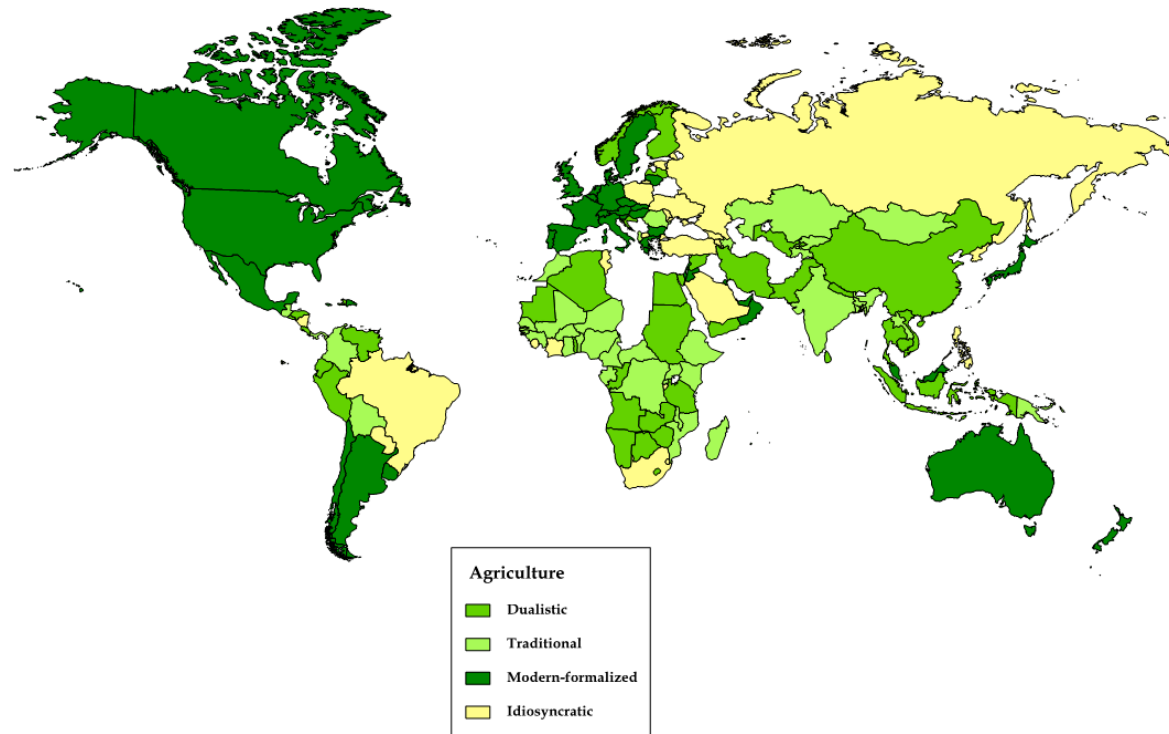 Agriculture
Dualistic
Traditional
Modern-formalized
Idiosyncratic